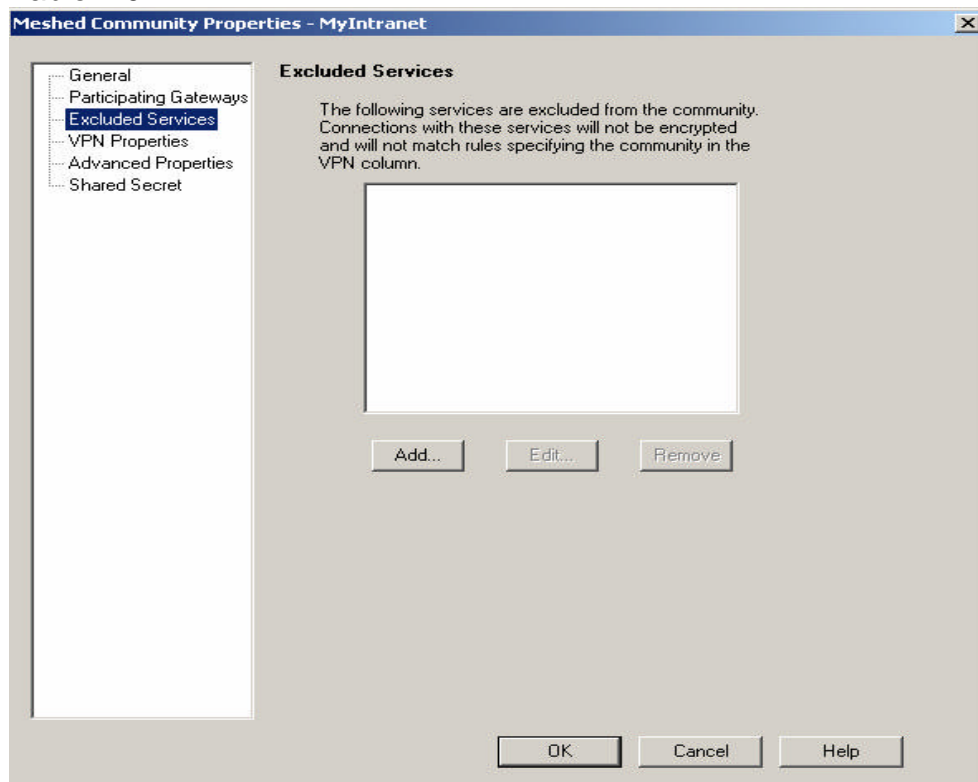 Meshed Community Properties - MyIntranet
General
Participating Gateways
Excluded Services
VPN Properties
Advanced Properties
Shared Secret
Excluded Services
The following services are excluded from the community.
Connections with these services will not be encrypted
and will not match rules specifying the community in the
VPN column.
Add...
Edit...
Remove
OK
Cancel
Help